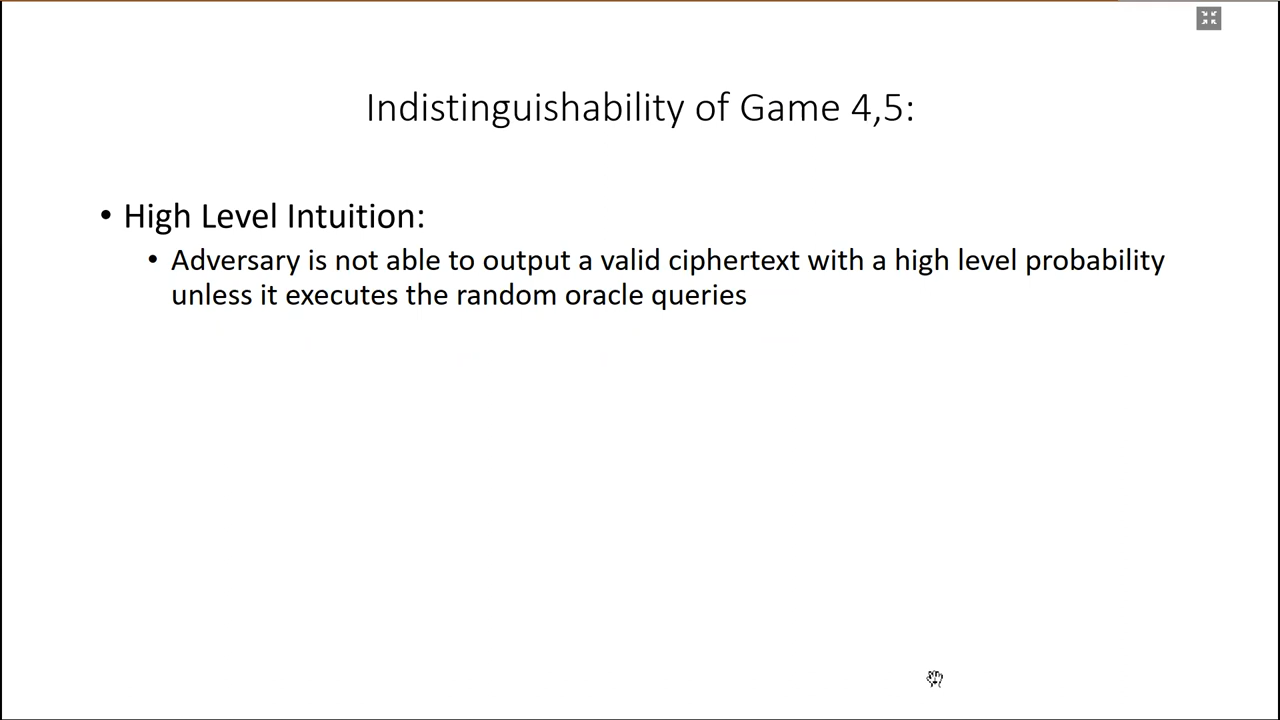 Indistinguishability of Game 4,5:
• High Level Intuition:
• Adversary is not able to output a valid ciphertext with a high level probability
unless it executes the random oracle queries